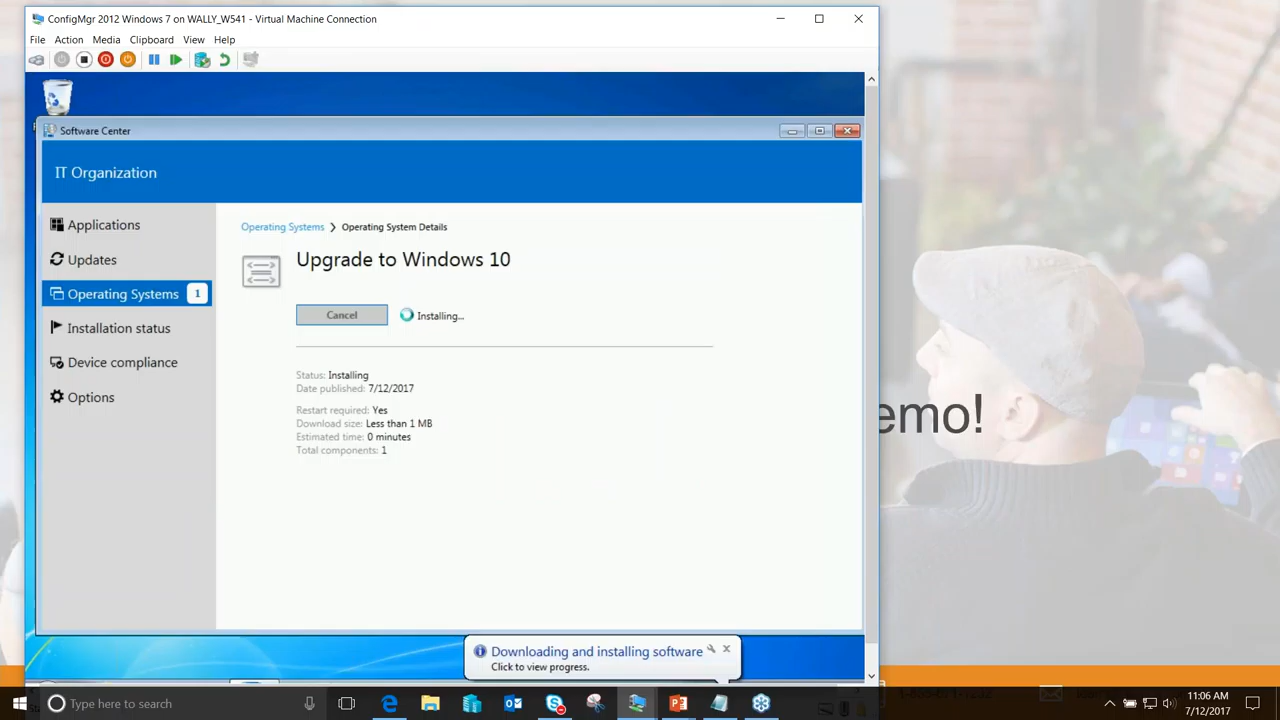 ConfigMgr 2012 Windows 7 on WALLY_W541 - Virtual Machine Connection
File Action Media Clipboard View Help
Software Center
IT Organization
Applications
Updates
Operating Systems 1
Installation status
Device compliance
Options
Operating Systems > Operating System Details
Upgrade to Windows 10
Cancel Installing...
Status: Installing
Date published: 7/12/2017
Restart required: Yes
Download size: Less than 1 MB
Estimated time: 0 minutes
Total components: 1
emo!
Downloading and installing software
Click to view progress.
Type here to search
11:06 AM
7/12/2017